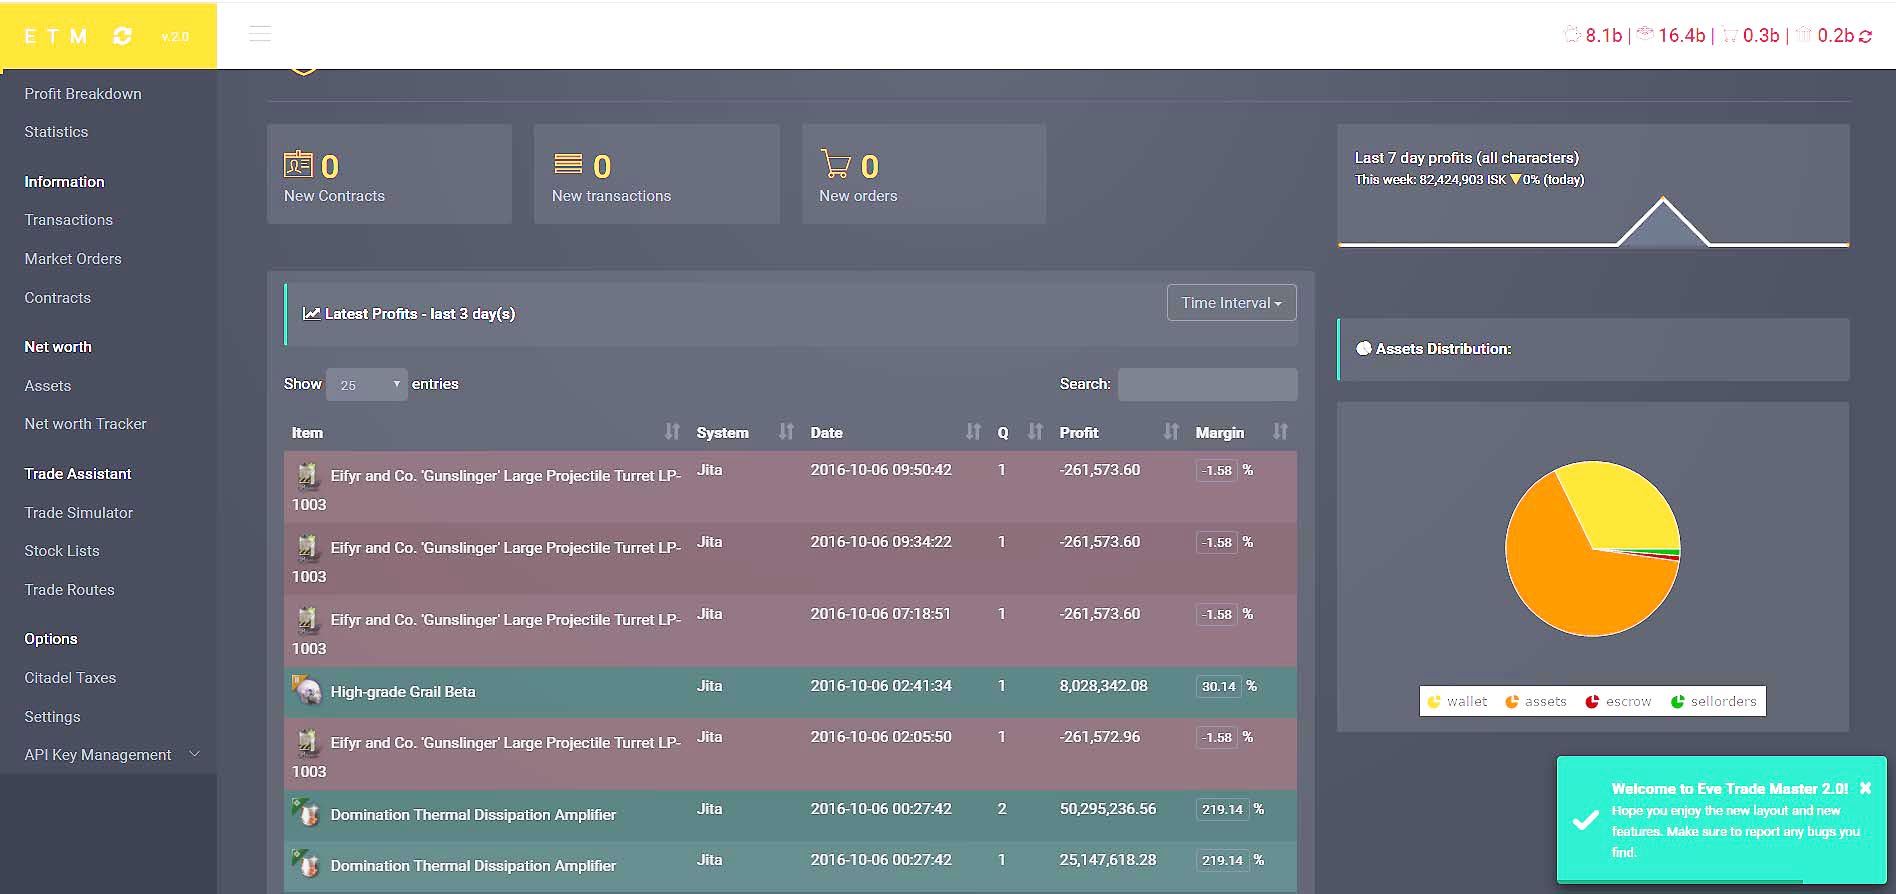 E T M v.2.0
8.1b | 16.4b | 0.3b | 0.2b
Profit Breakdown
Statistics
Information
Transactions
Market Orders
Contracts
Net worth
Assets
Net worth Tracker
Trade Assistant
Trade Simulator
Stock Lists
Trade Routes
Options
Citadel Taxes
Settings
API Key Management
0
New Contracts
0
New transactions
0
New orders
Last 7 day profits (all characters)
This week: 82,424,903 ISK ▼0% (today)
Latest Profits - last 3 day(s)
Time Interval
Show 25 entries
Search:
Item System Date Q Profit Margin
Eifyr and Co. 'Gunslinger' Large Projectile Turret LP- Jita 2016-10-06 09:50:42 1 -261,573.60 -1.58 %
1003
Eifyr and Co. 'Gunslinger' Large Projectile Turret LP- Jita 2016-10-06 09:34:22 1 -261,573.60 -1.58 %
1003
Eifyr and Co. 'Gunslinger' Large Projectile Turret LP- Jita 2016-10-06 07:18:51 1 -261,573.60 -1.58 %
1003
High-grade Grail Beta Jita 2016-10-06 02:41:34 1 8,028,342.08 30.14 %
Eifyr and Co. 'Gunslinger' Large Projectile Turret LP- Jita 2016-10-06 02:05:50 1 -261,572.96 -1.58 %
1003
Domination Thermal Dissipation Amplifier Jita 2016-10-06 00:27:42 2 50,295,236.56 219.14 %
Domination Thermal Dissipation Amplifier Jita 2016-10-06 00:27:42 1 25,147,618.28 219.14 %
Assets Distribution:
wallet assets escrow sellorders
Welcome to Eve Trade Master 2.0!
Hope you enjoy the new layout and new
features. Make sure to report any bugs you
find.